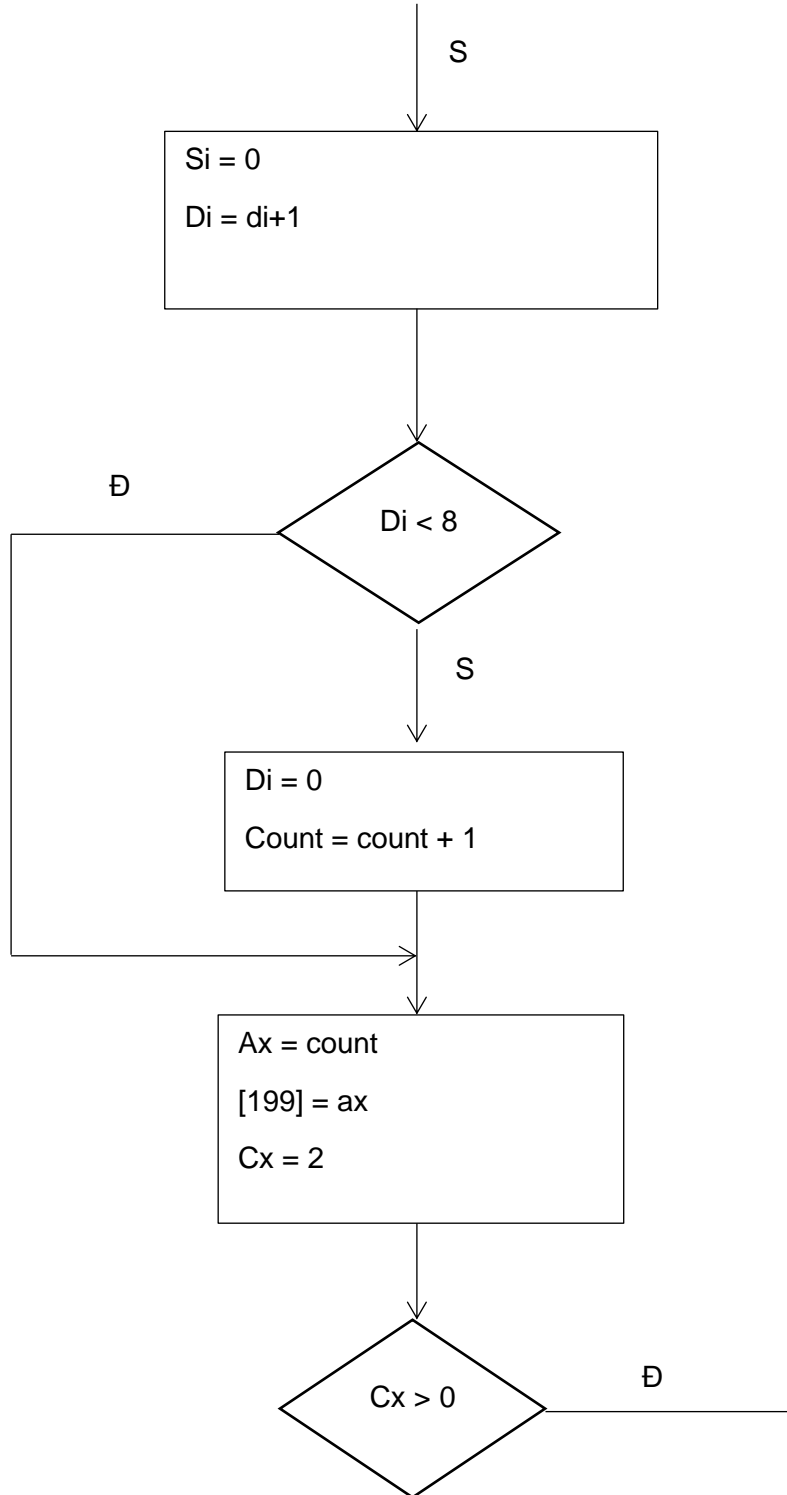 S
Si = 0
Di = di+1
Đ
Di < 8
S
Di = 0
Count = count + 1
Ax = count
[199] = ax
Cx = 2
Cx > 0
Đ